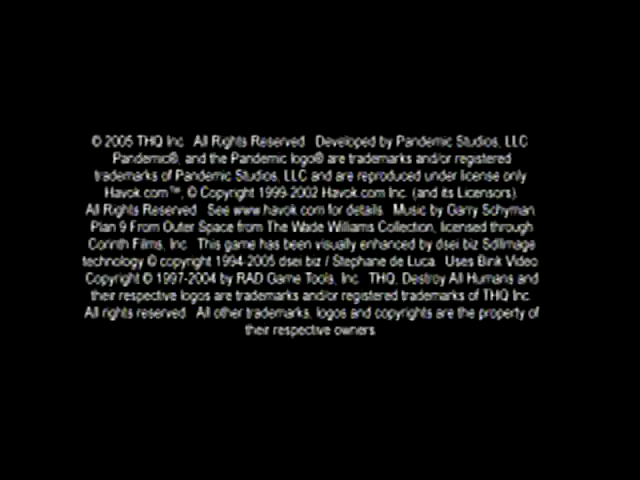 © 2005 THQ Inc. All Rights Reserved. Developed by Pandemic Studios, LLC
Pandemic®, and the Pandemic logo® are trademarks and/or registered
trademarks of Pandemic Studios, LLC and are reproduced under license only.
Havok.com™, © Copyright 1999-2002 Havok.com Inc. (and its Licensors).
All Rights Reserved. See www.havok.com for details. Music by Garry Schyman.
Plan 9 From Outer Space from The Wade Williams Collection, licensed through
Corinth Films, Inc. This game has been visually enhanced by dsei.biz SdlImage
technology © copyright 1994-2005 dsei.biz / Stephane de Luca. Uses Bink Video.
Copyright © 1997-2004 by RAD Game Tools, Inc. THQ, Destroy All Humans and
their respective logos are trademarks and/or registered trademarks of THQ Inc.
All rights reserved. All other trademarks, logos and copyrights are the property of
their respective owners.